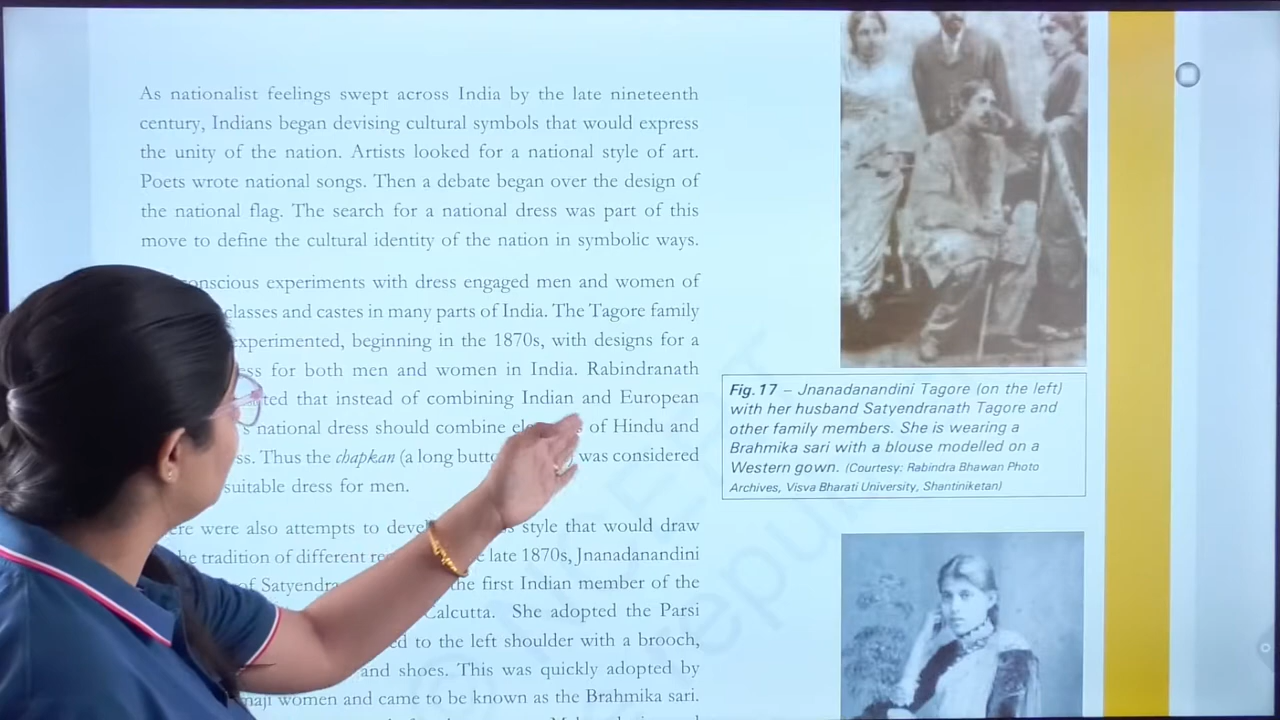 As nationalist feelings swept across India by the late nineteenth
century, Indians began devising cultural symbols that would express
the unity of the nation. Artists looked for a national style of art.
Poets wrote national songs. Then a debate began over the design of
the national flag. The search for a national dress was part of this
move to define the cultural identity of the nation in symbolic ways.
experiments with dress engaged men and women of
classes and castes in many parts of India. The Tagore family
experimented, beginning in the 1870s, with designs for a
for both men and women in India. Rabindranath
that instead of combining Indian and European
national dress should combine of Hindu and
Thus the chapkan (a long was considered
suitable dress for men.
were also attempts to style that would draw
tradition of different late 1870s, Jnanadanandini
of the first Indian member of the
Calcutta. She adopted the Parsi
to the left shoulder with a brooch,
and shoes. This was quickly adopted by
women and came to be known as the Brahmika sari.
Fig.17 – Jnanadanandini Tagore (on the left)
with her husband Satyendranath Tagore and
other family members. She is wearing a
Brahmika sari with a blouse modelled on a
Western gown. (Courtesy: Rabindra Bhawan Photo
Archives, Visva Bharati University, Shantiniketan)